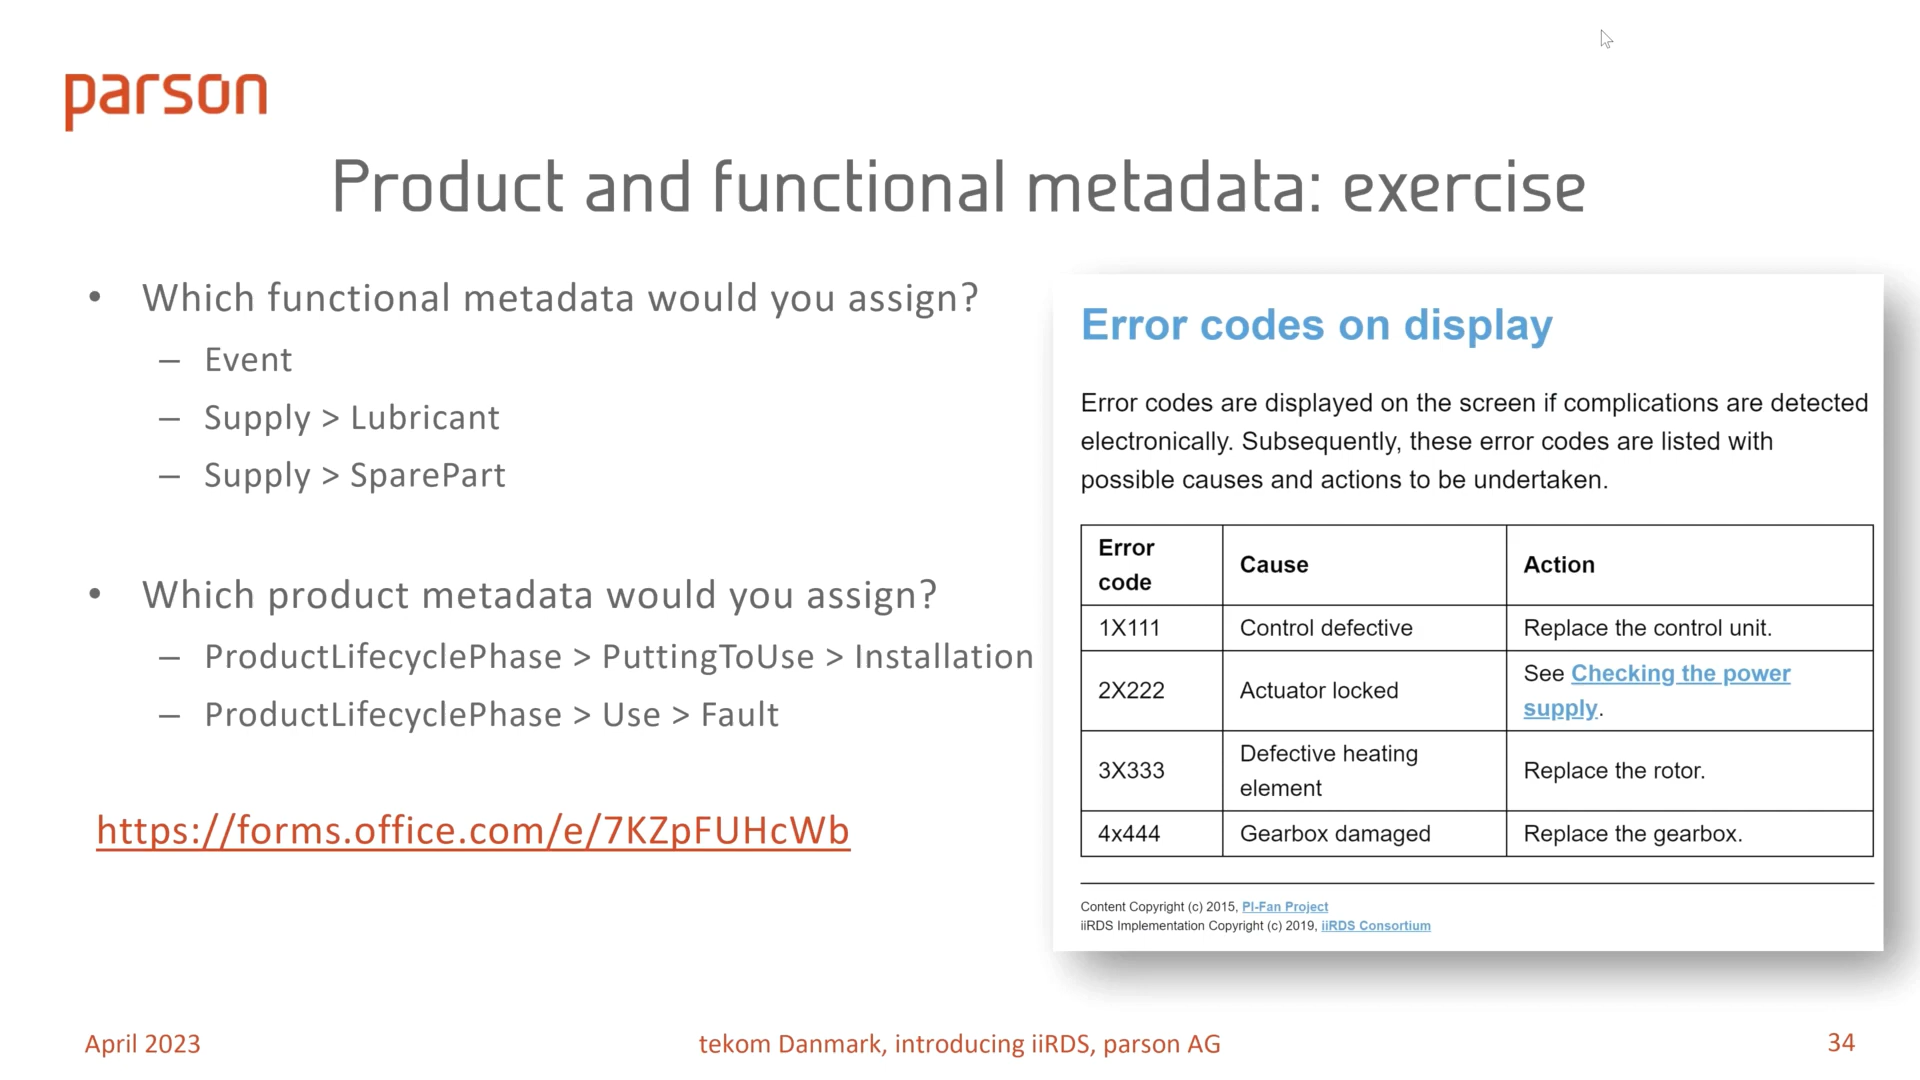 parson
Product and functional metadata: exercise
• Which functional metadata would you assign?
– Event
– Supply > Lubricant
– Supply > SparePart
• Which product metadata would you assign?
– ProductLifecyclePhase > PuttingToUse > Installation
– ProductLifecyclePhase > Use > Fault
https://forms.office.com/e/7KZpFUHcWb
Error codes on display
Error codes are displayed on the screen if complications are detected
electronically. Subsequently, these error codes are listed with
possible causes and actions to be undertaken.
Error
code
Cause
Action
1X111
Control defective
Replace the control unit.
2X222
Actuator locked
See Checking the power
supply.
3X333
Defective heating
element
Replace the rotor.
4x444
Gearbox damaged
Replace the gearbox.
Content Copyright (c) 2015, PI-Fan Project
iiRDS Implementation Copyright (c) 2019, iiRDS Consortium
April 2023
tekom Danmark, introducing iiRDS, parson AG
34